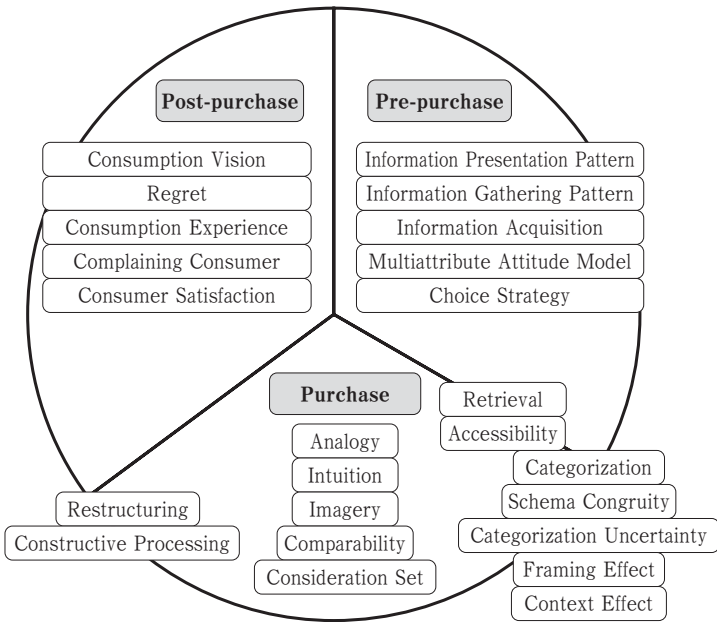 Post-purchase
Consumption Vision
Regret
Consumption Experience
Complaining Consumer
Consumer Satisfaction
Pre-purchase
Information Presentation Pattern
Information Gathering Pattern
Information Acquisition
Multiattribute Attitude Model
Choice Strategy
Purchase
Analogy
Intuition
Imagery
Comparability
Consideration Set
Retrieval
Accessibility
Categorization
Schema Congruity
Categorization Uncertainty
Framing Effect
Context Effect
Restructuring
Constructive Processing